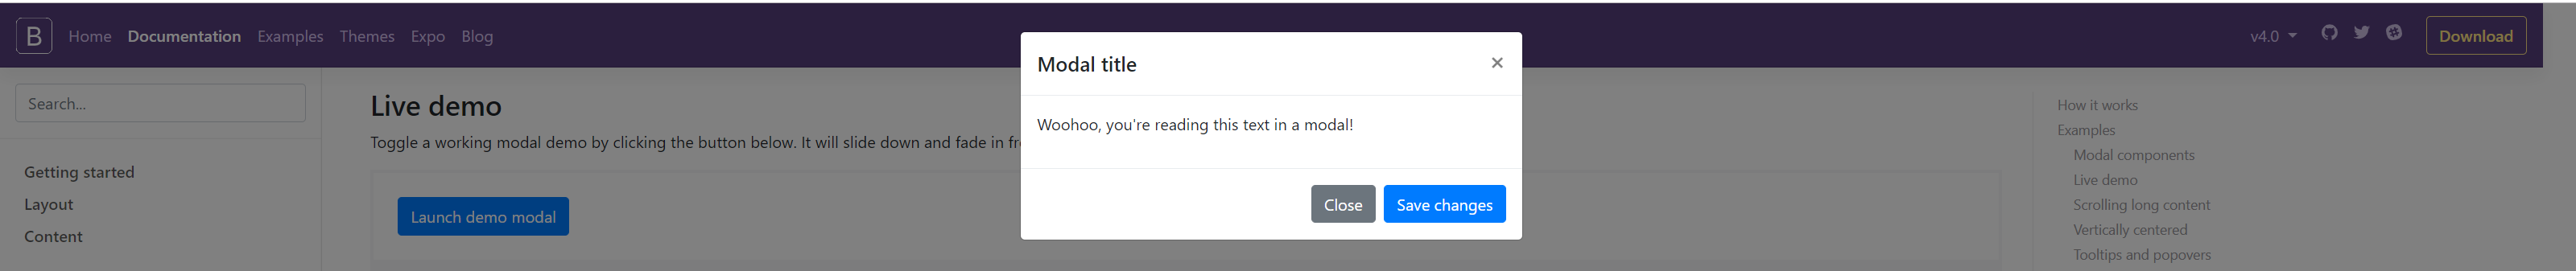 B Home Documentation Examples Themes Expo Blog v4.0 Download
Modal title ×
Woohoo, you're reading this text in a modal!
Close Save changes
Search...
Getting started
Layout
Content
Live demo
Toggle a working modal demo by clicking the button below. It will slide down and fade in fr
Launch demo modal
How it works
Examples
Modal components
Live demo
Scrolling long content
Vertically centered
Tooltips and popovers